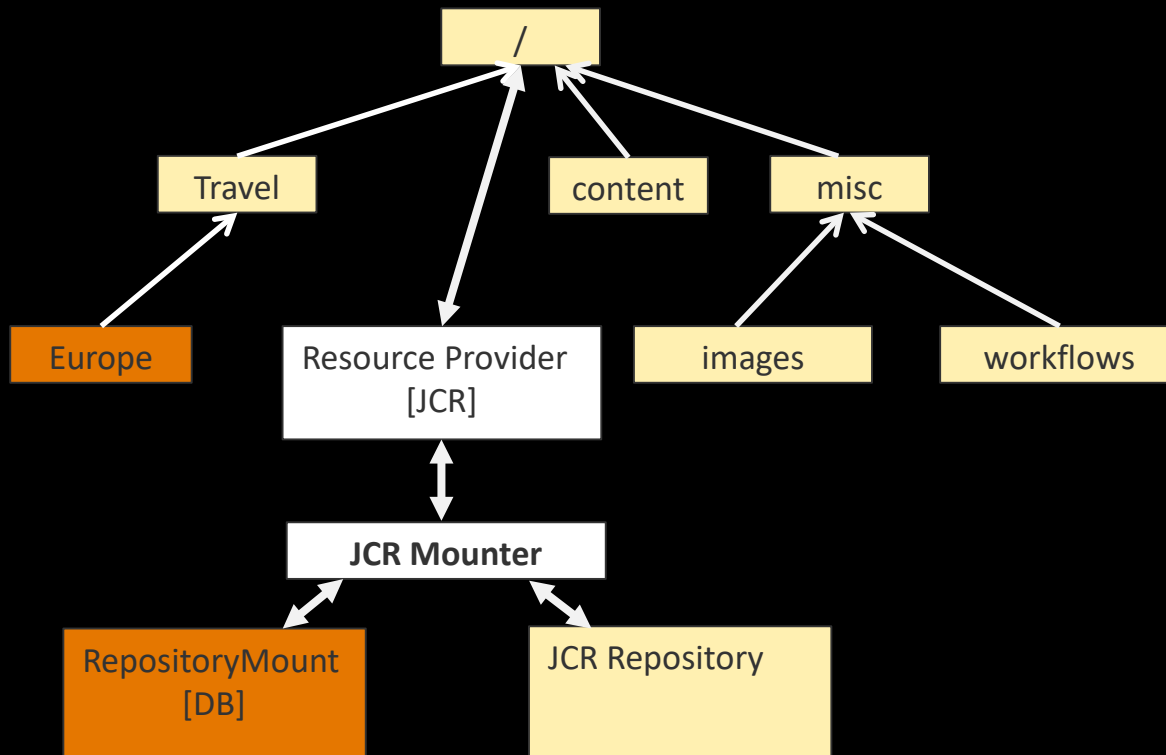 /
Travel
content
misc
Europe
Resource Provider
[JCR]
images
workflows
JCR Mounter
RepositoryMount
[DB]
JCR Repository